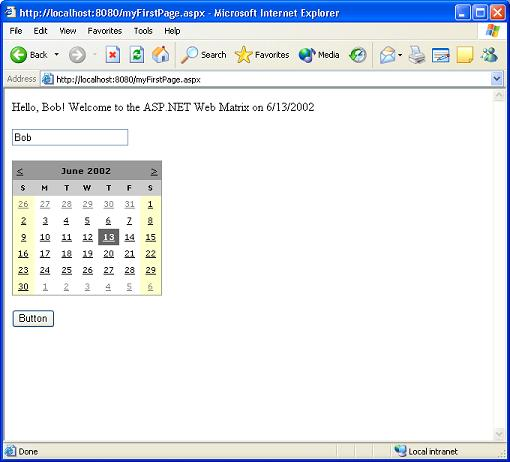 http://localhost:8080/myFirstPage.aspx - Microsoft Internet Explorer
File Edit View Favorites Tools Help
Back Search Favorites Media
Address http://localhost:8080/myFirstPage.aspx
Hello, Bob! Welcome to the ASP.NET Web Matrix on 6/13/2002
Bob
< June 2002 >
S M T W T F S
26 27 28 29 30 31 1
2 3 4 5 6 7 8
9 10 11 12 13 14 15
16 17 18 19 20 21 22
23 24 25 26 27 28 29
30 1 2 3 4 5 6
Button
Done Local intranet